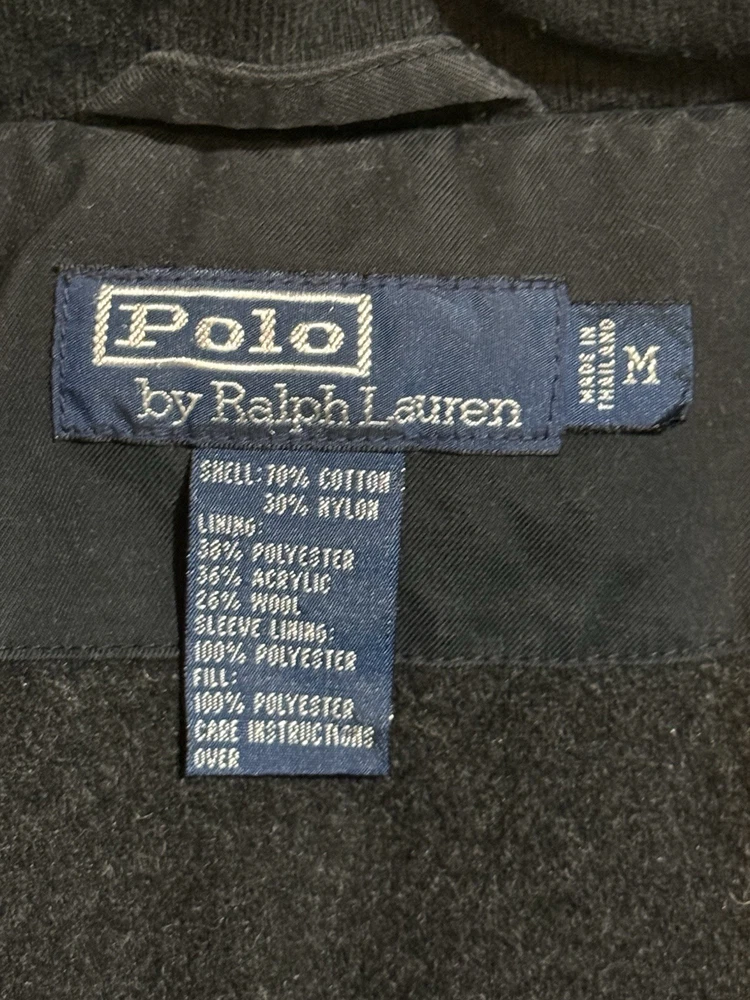 Polo
by Ralph Lauren
MADE IN
THAILAND
M
SHELL: 70% COTTON
30% NYLON
LINING:
38% POLYESTER
36% ACRYLIC
26% WOOL
SLEEVE LINING:
100% POLYESTER
FILL:
100% POLYESTER
CARE INSTRUCTIONS
OVER